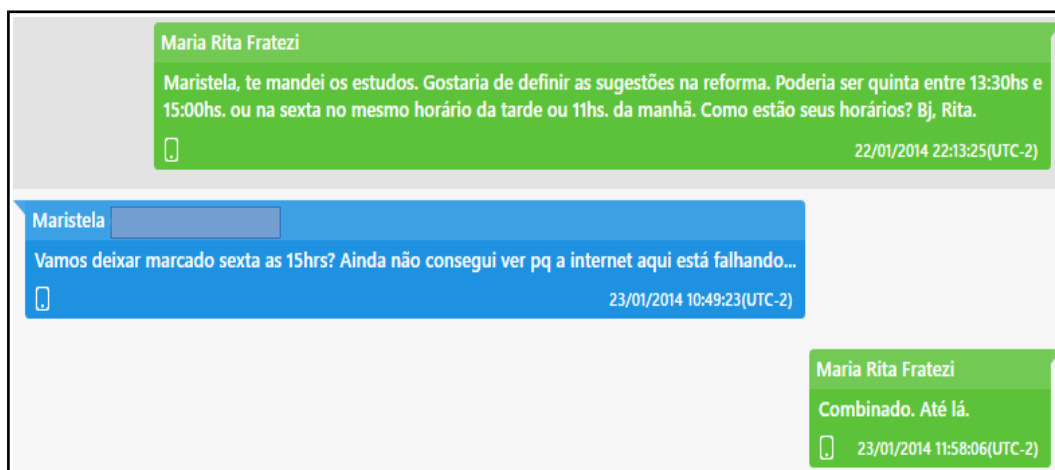 Maria Rita Fratezi
Maristela, te mandei os estudos. Gostaria de definir as sugestões na reforma. Poderia ser quinta entre 13:30hs e
15:00hs. ou na sexta no mesmo horário da tarde ou 11hs. da manhã. Como estão seus horários? Bj, Rita.
22/01/2014 22:13:25(UTC-2)
Maristela
Vamos deixar marcado sexta as 15hrs? Ainda não consegui ver pq a internet aqui está falhando...
23/01/2014 10:49:23(UTC-2)
Maria Rita Fratezi
Combinado. Até lá.
23/01/2014 11:58:06(UTC-2)